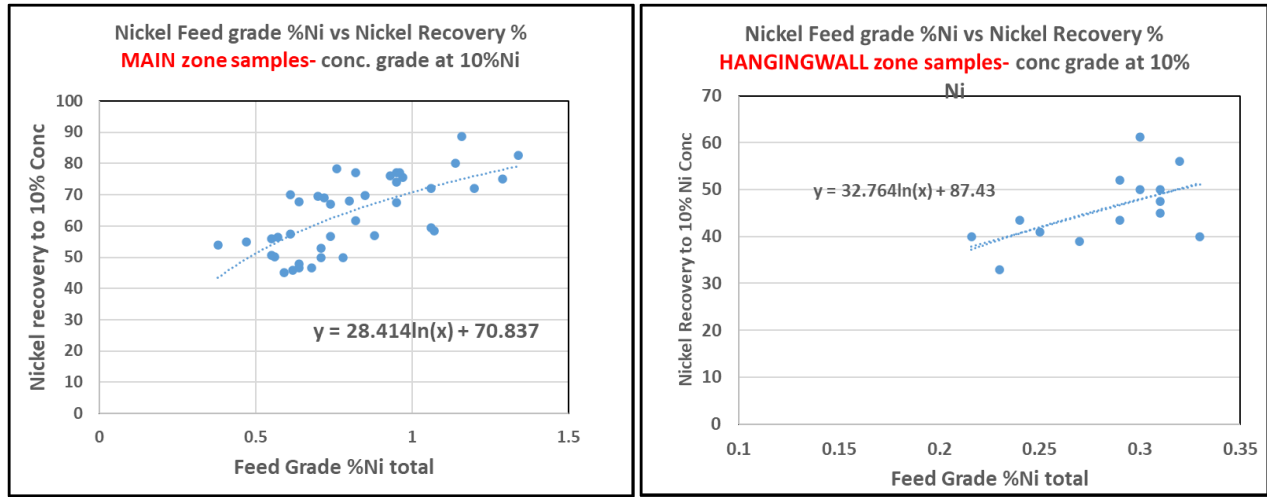 Nickel Feed grade %Ni vs Nickel Recovery %
MAIN zone samples- conc. grade at 10%Ni
Nickel recovery to 10% Conc
100
90
80
70
60
50
40
30
20
10
0
y = 28.414ln(x) + 70.837
0
0.5
1
1.5
Feed Grade %Ni total
Nickel Feed grade %Ni vs Nickel Recovery %
HANGINGWALL zone samples- conc grade at 10%
Ni
Nickel Recovery to 10% Ni Conc
70
60
50
40
30
20
10
0
y = 32.764ln(x) + 87.43
0.1
0.15
0.2
0.25
0.3
0.35
Feed Grade %Ni total